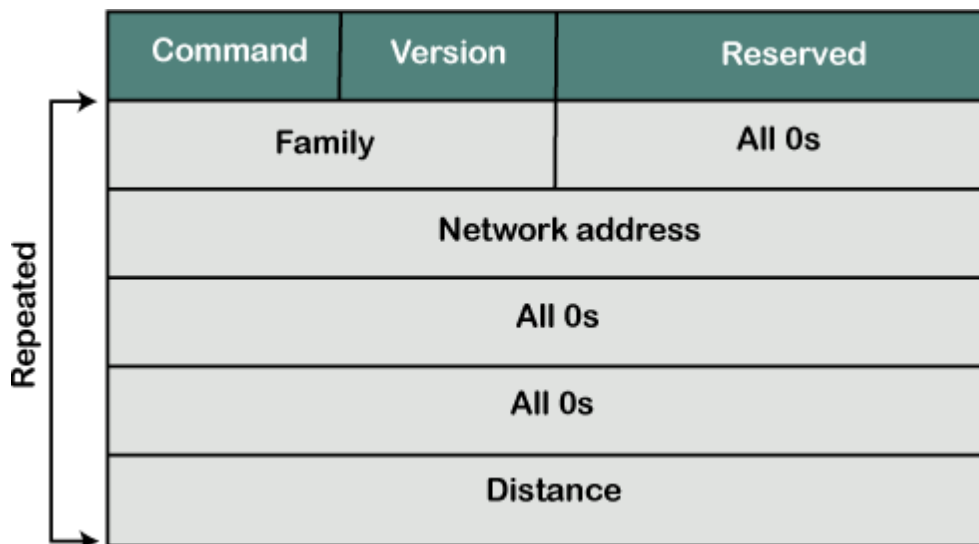 Command Version Reserved
Family All 0s
Network address
All 0s
All 0s
Distance
Repeated